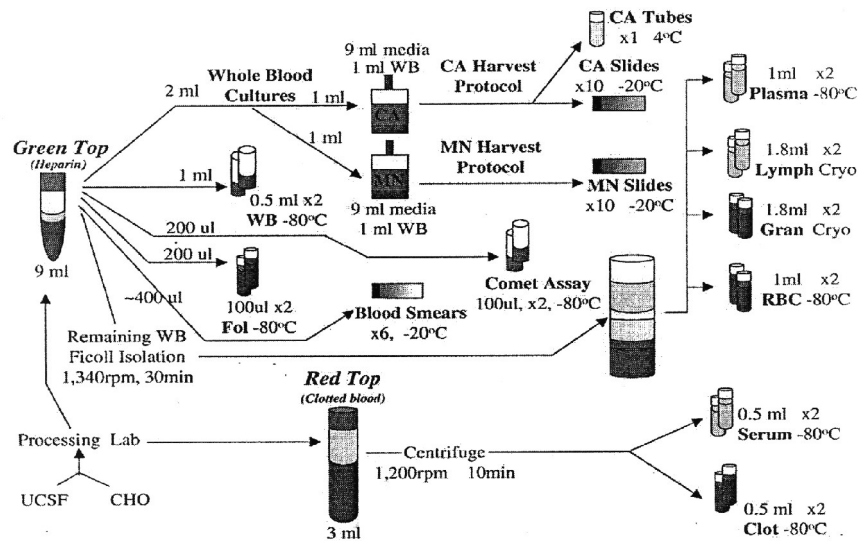 CA Tubes
x1 4°C
9 ml media
1 ml WB
Whole Blood
Cultures
2 ml
1 ml
CA
CA Harvest
Protocol
CA Slides
x10 -20°C
1ml x2
Plasma -80°C
Green Top
(Heparin)
1 ml
MN
MN Harvest
Protocol
MN Slides
x10 -20°C
9 ml media
1 ml WB
1.8ml x2
Lymph Cryo
1 ml
0.5 ml x2
WB -80°C
1.8ml x2
Gran Cryo
200 ul
200 ul
9 ml
100ul x2
Fol -80°C
Comet Assay
100ul, x2, -80°C
1ml x2
RBC -80°C
~400 ul
Blood Smears
x6, -20°C
Remaining WB
Ficoll Isolation
1,340rpm, 30min
Red Top
(Clotted blood)
Processing Lab
UCSF
CHO
Centrifuge
1,200rpm 10min
3 ml
0.5 ml x2
Serum -80°C
0.5 ml x2
Clot -80°C